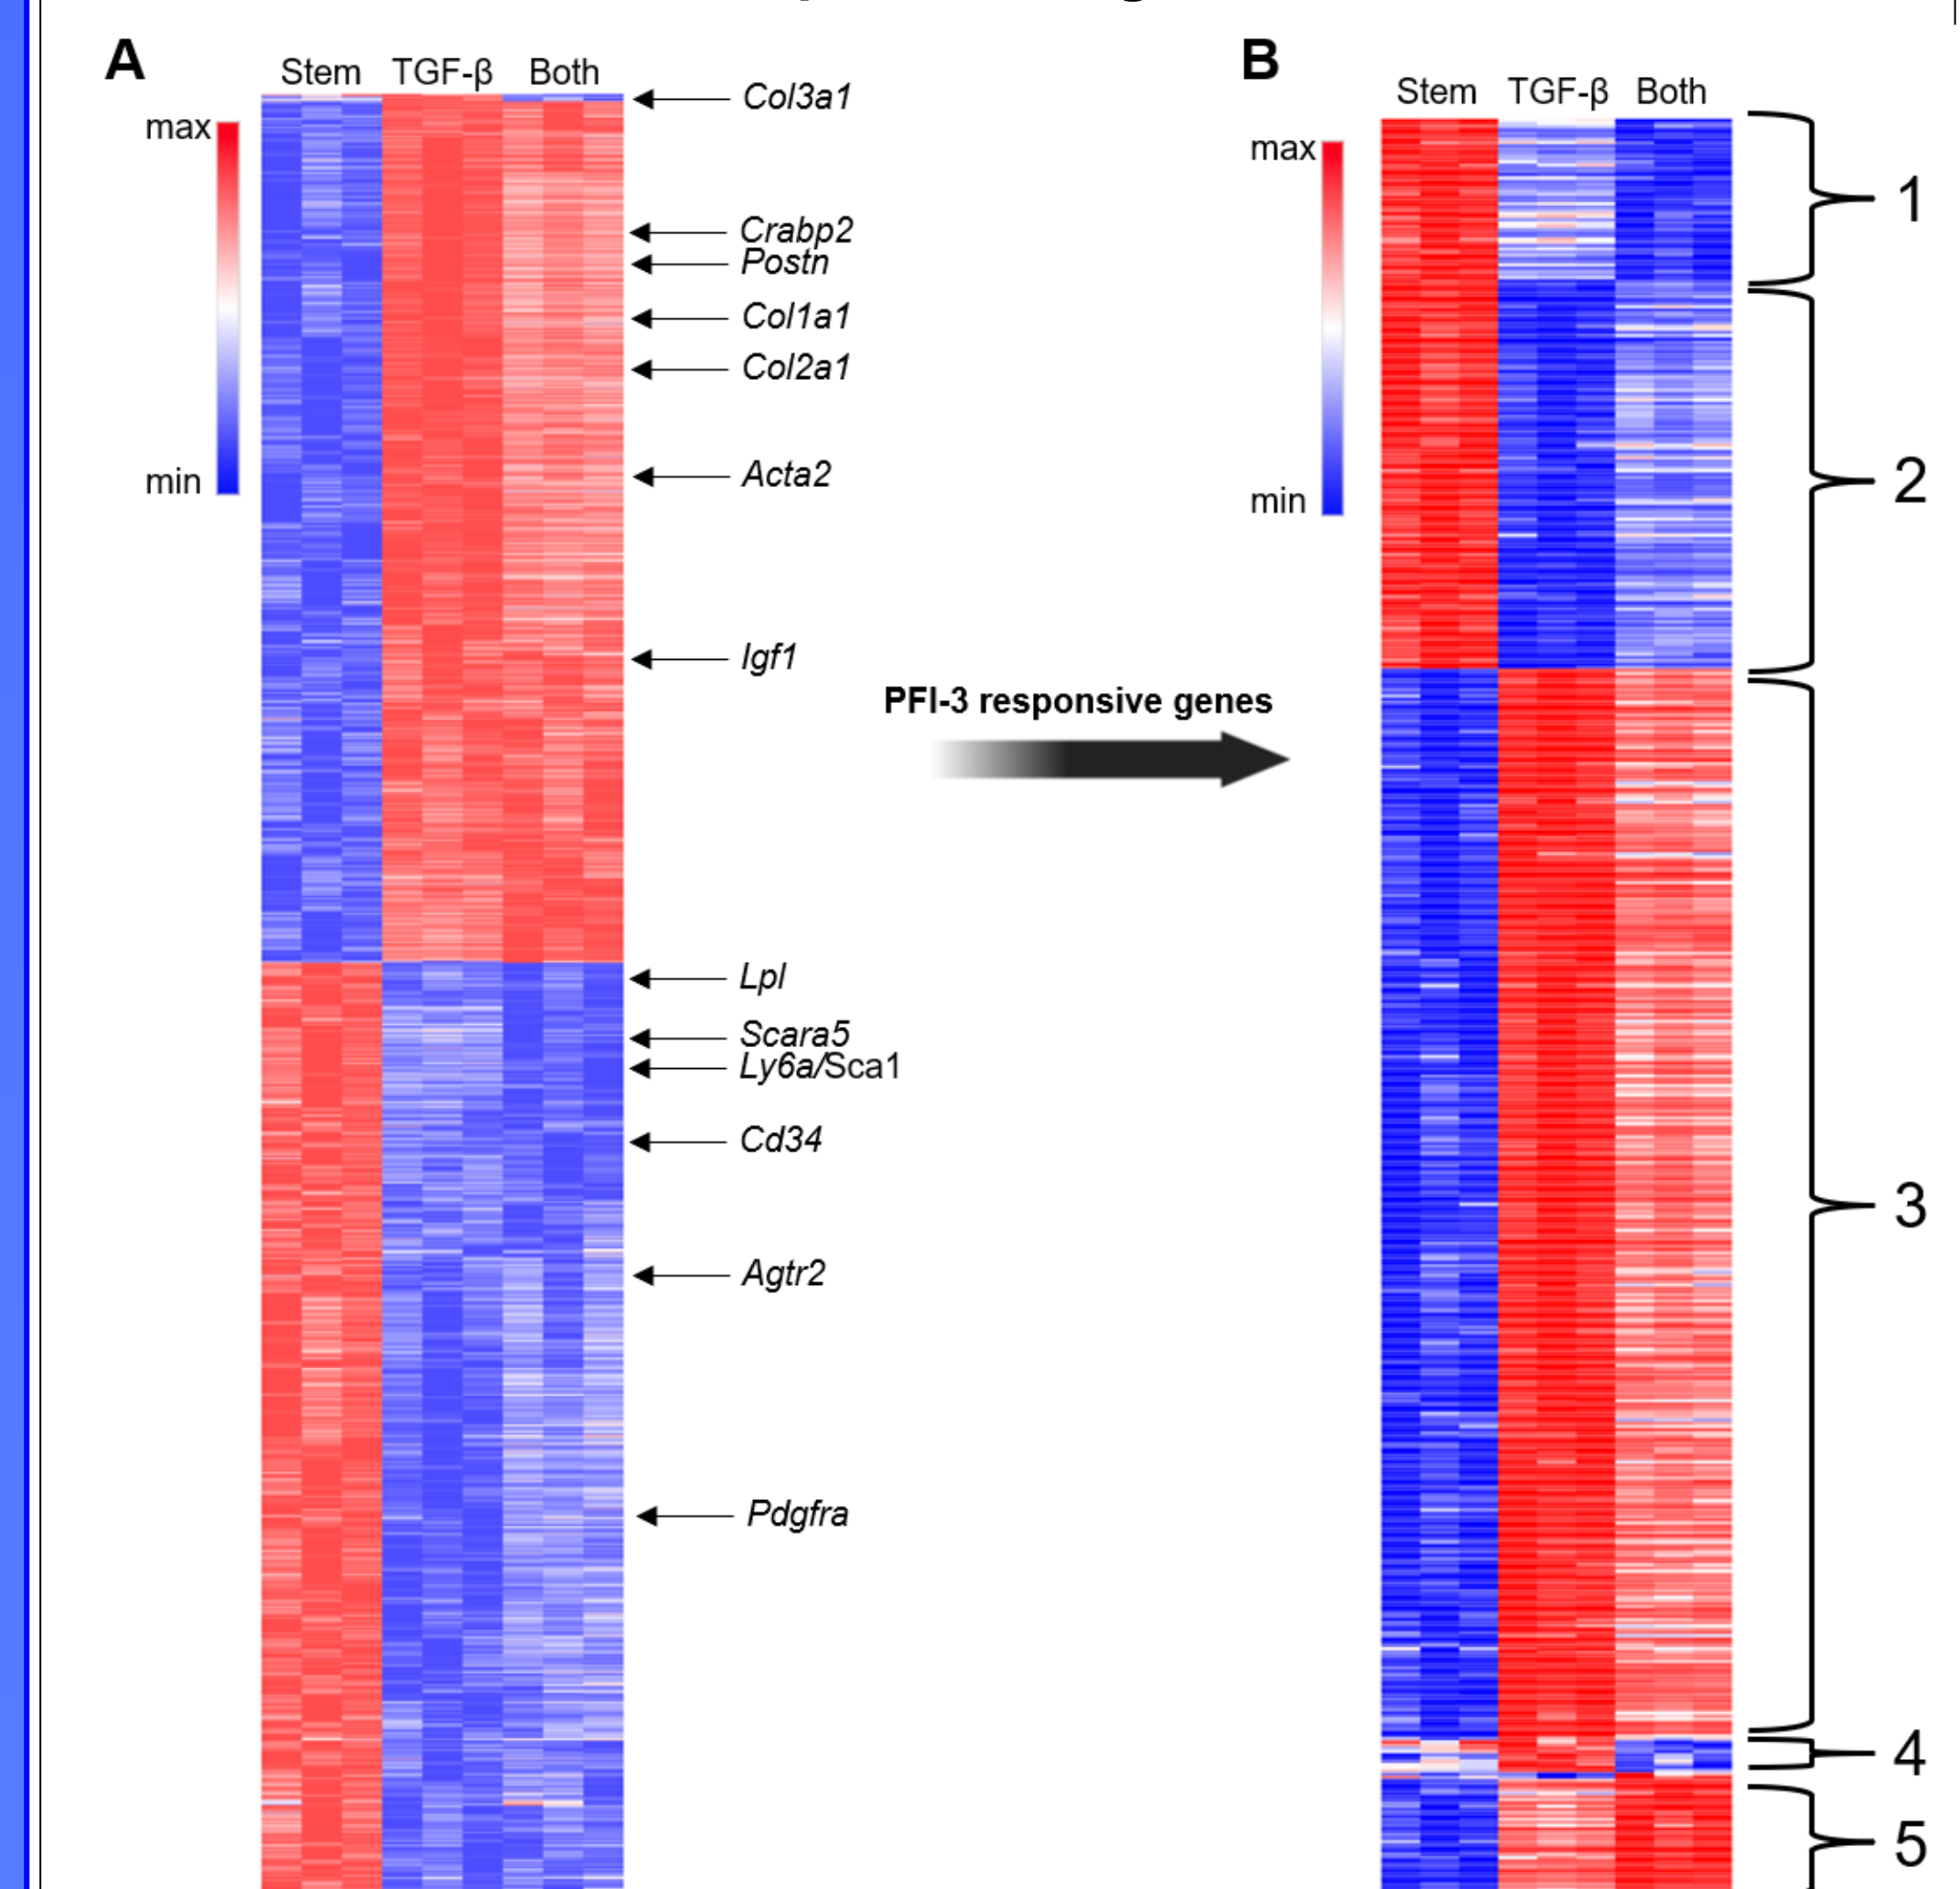 A
Stem TGF-β Both
max
min
Col3a1
Crabp2
Postn
Col1a1
Col2a1
Acta2
Igf1
Lpl
Scara5
Ly6a/Sca1
Cd34
Agtr2
Pdgfra
PFI-3 responsive genes
B
Stem TGF-β Both
max
min
1
2
3
4
5